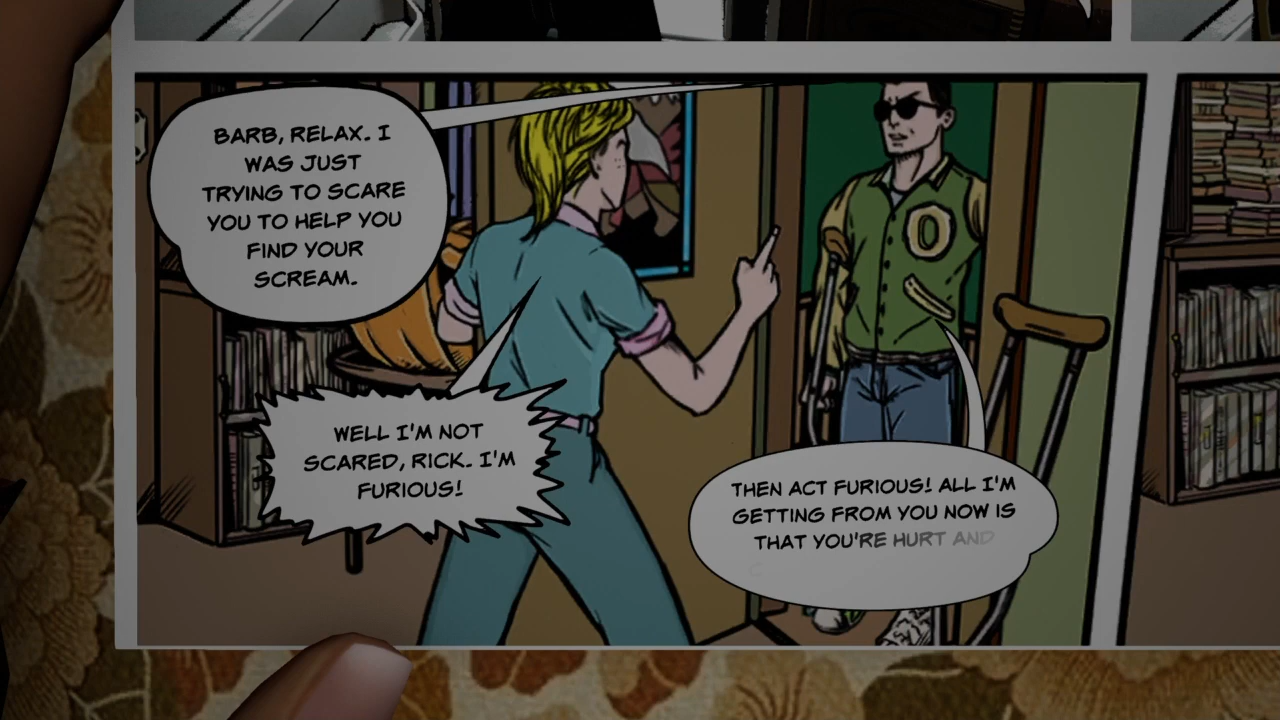 BARB, RELAX. I
WAS JUST
TRYING TO SCARE
YOU TO HELP YOU
FIND YOUR
SCREAM.
WELL I'M NOT
SCARED, RICK. I'M
FURIOUS!
O
THEN ACT FURIOUS! ALL I'M
GETTING FROM YOU NOW IS
THAT YOU'RE HURT AND